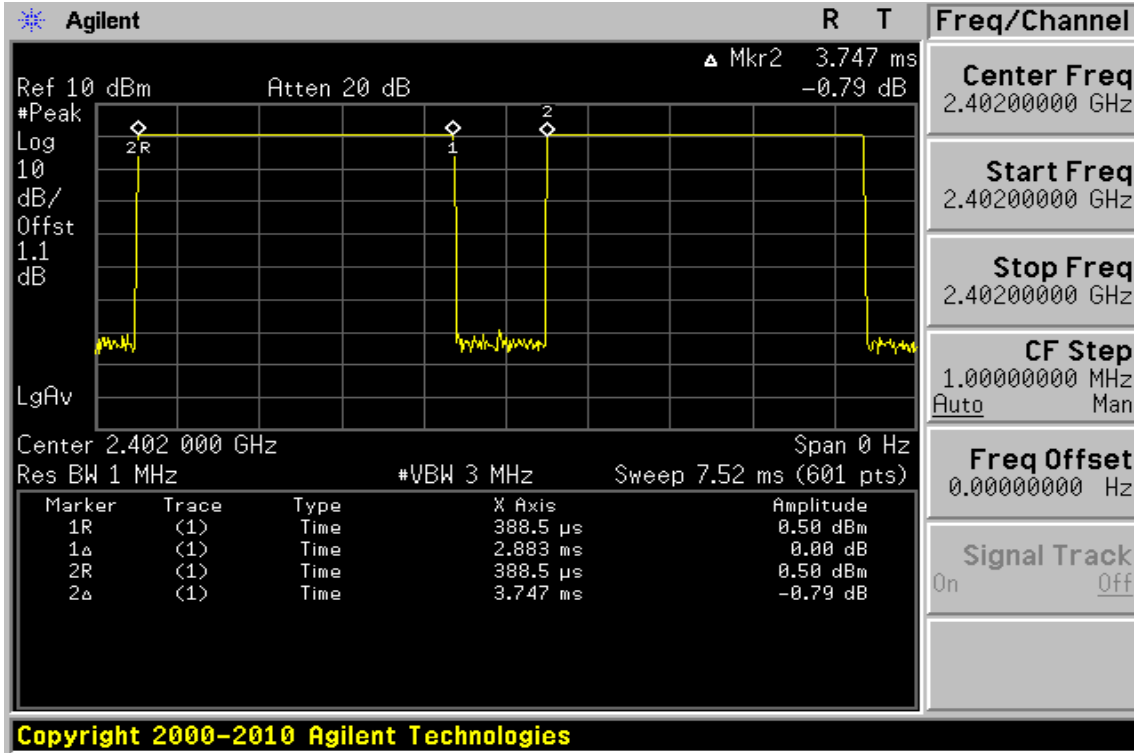 Agilent R T Freq/Channel
Δ Mkr2 3.747 ms
Ref 10 dBm Atten 20 dB -0.79 dB
#Peak
Log
10
dB/
Offst
1.1
dB
LgAv
2R
1
2
Center 2.402 000 GHz Span 0 Hz
Res BW 1 MHz #VBW 3 MHz Sweep 7.52 ms (601 pts)
Marker Trace Type X Axis Amplitude
1R (1) Time 388.5 µs 0.50 dBm
1Δ (1) Time 2.883 ms 0.00 dB
2R (1) Time 388.5 µs 0.50 dBm
2Δ (1) Time 3.747 ms -0.79 dB
Center Freq
2.40200000 GHz
Start Freq
2.40200000 GHz
Stop Freq
2.40200000 GHz
CF Step
1.00000000 MHz
Auto Man
Freq Offset
0.00000000 Hz
Signal Track
On Off
Copyright 2000-2010 Agilent Technologies